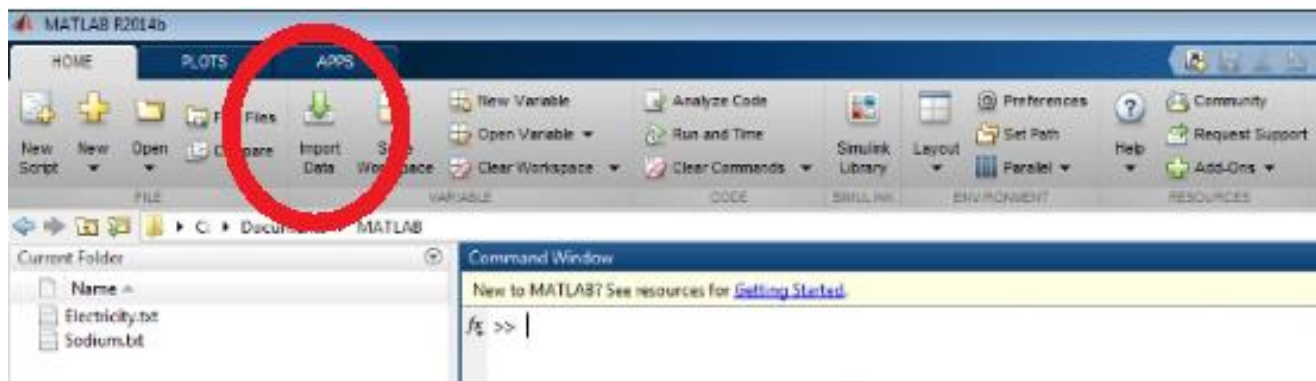 MATLAB R2014b
HOME PLOTS APPS
New Script
New
Open
Files
Compare
FILE
Import Data
Workspace
New Variable
Open Variable
Clear Workspace
VARIABLE
Analyze Code
Run and Time
Clear Commands
CODE
Simulink Library
SIMULINK
Layout
Preferences
Set Path
Parallel
ENVIRONMENT
Help
Community
Request Support
Add-Ons
RESOURCES
C: MATLAB
Current Folder
Name
Electricity.txt
Sodium.txt
Command Window
New to MATLAB? See resources for Getting Started.
fx >>